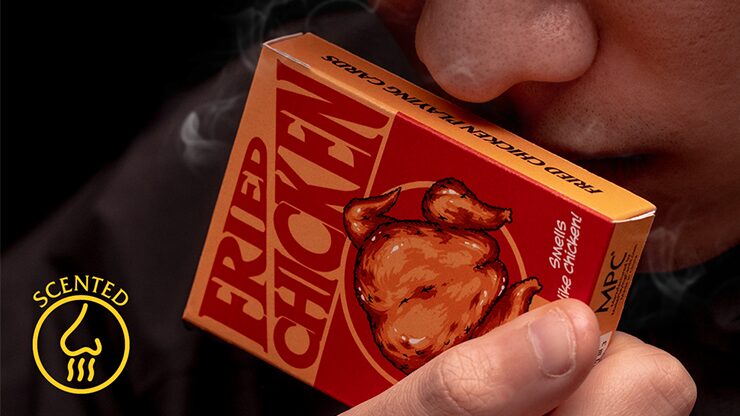 FRIED CHICKEN PLAYING CARDS
FRIED
CHICKEN
Smells
like chicken!
MPC
SCENTED